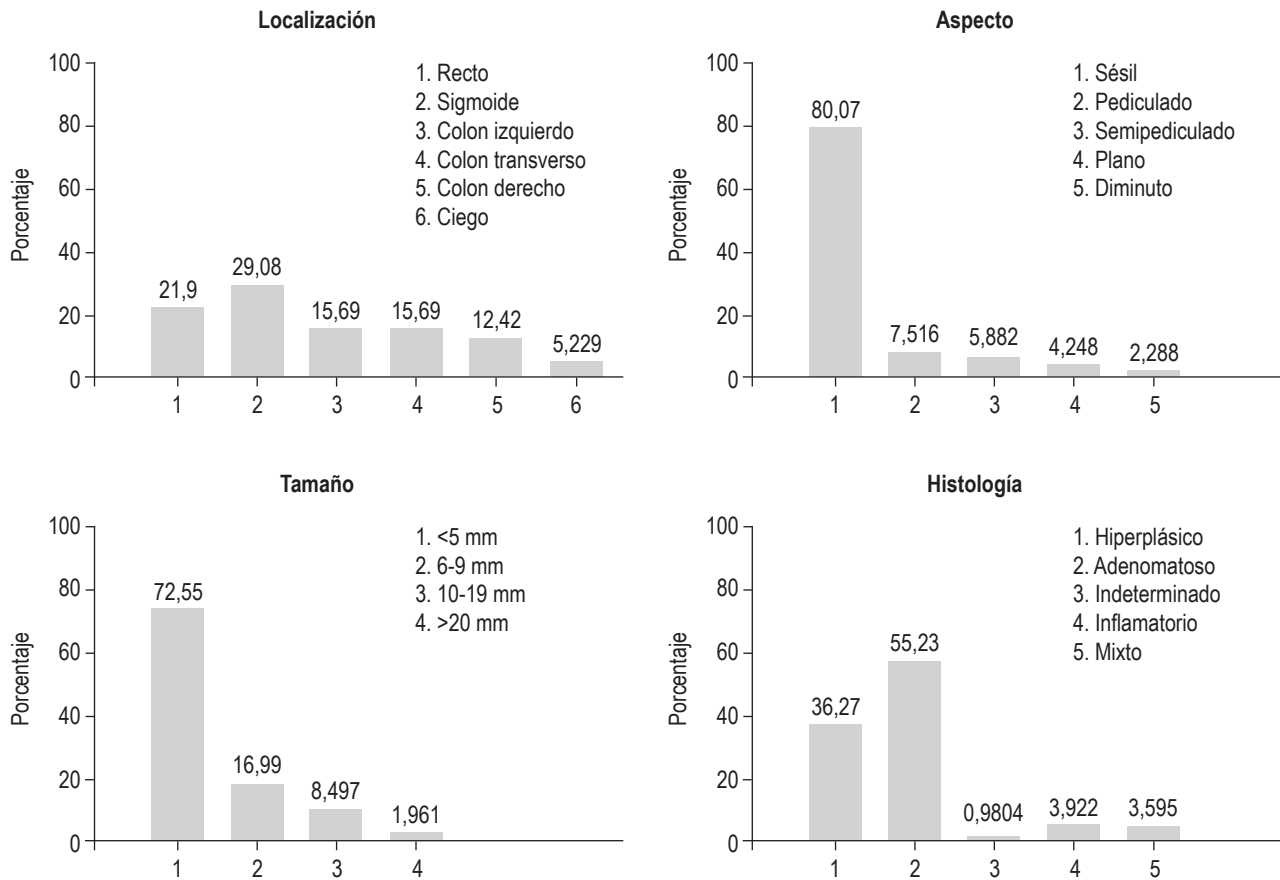 Localización
Porcentaje
100
80
60
40
20
0
21,9
29,08
15,69
15,69
12,42
5,229
1
2
3
4
5
6
1. Recto
2. Sigmoide
3. Colon izquierdo
4. Colon transverso
5. Colon derecho
6. Ciego
Aspecto
Porcentaje
100
80
60
40
20
0
80,07
7,516
5,882
4,248
2,288
1
2
3
4
5
1. Sésil
2. Pediculado
3. Semipediculado
4. Plano
5. Diminuto
Tamaño
Porcentaje
100
80
60
40
20
0
72,55
16,99
8,497
1,961
1
2
3
4
1. <5 mm
2. 6-9 mm
3. 10-19 mm
4. >20 mm
Histología
Porcentaje
100
80
60
40
20
0
36,27
55,23
0,9804
3,922
3,595
1
2
3
4
5
1. Hiperplásico
2. Adenomatoso
3. Indeterminado
4. Inflamatorio
5. Mixto